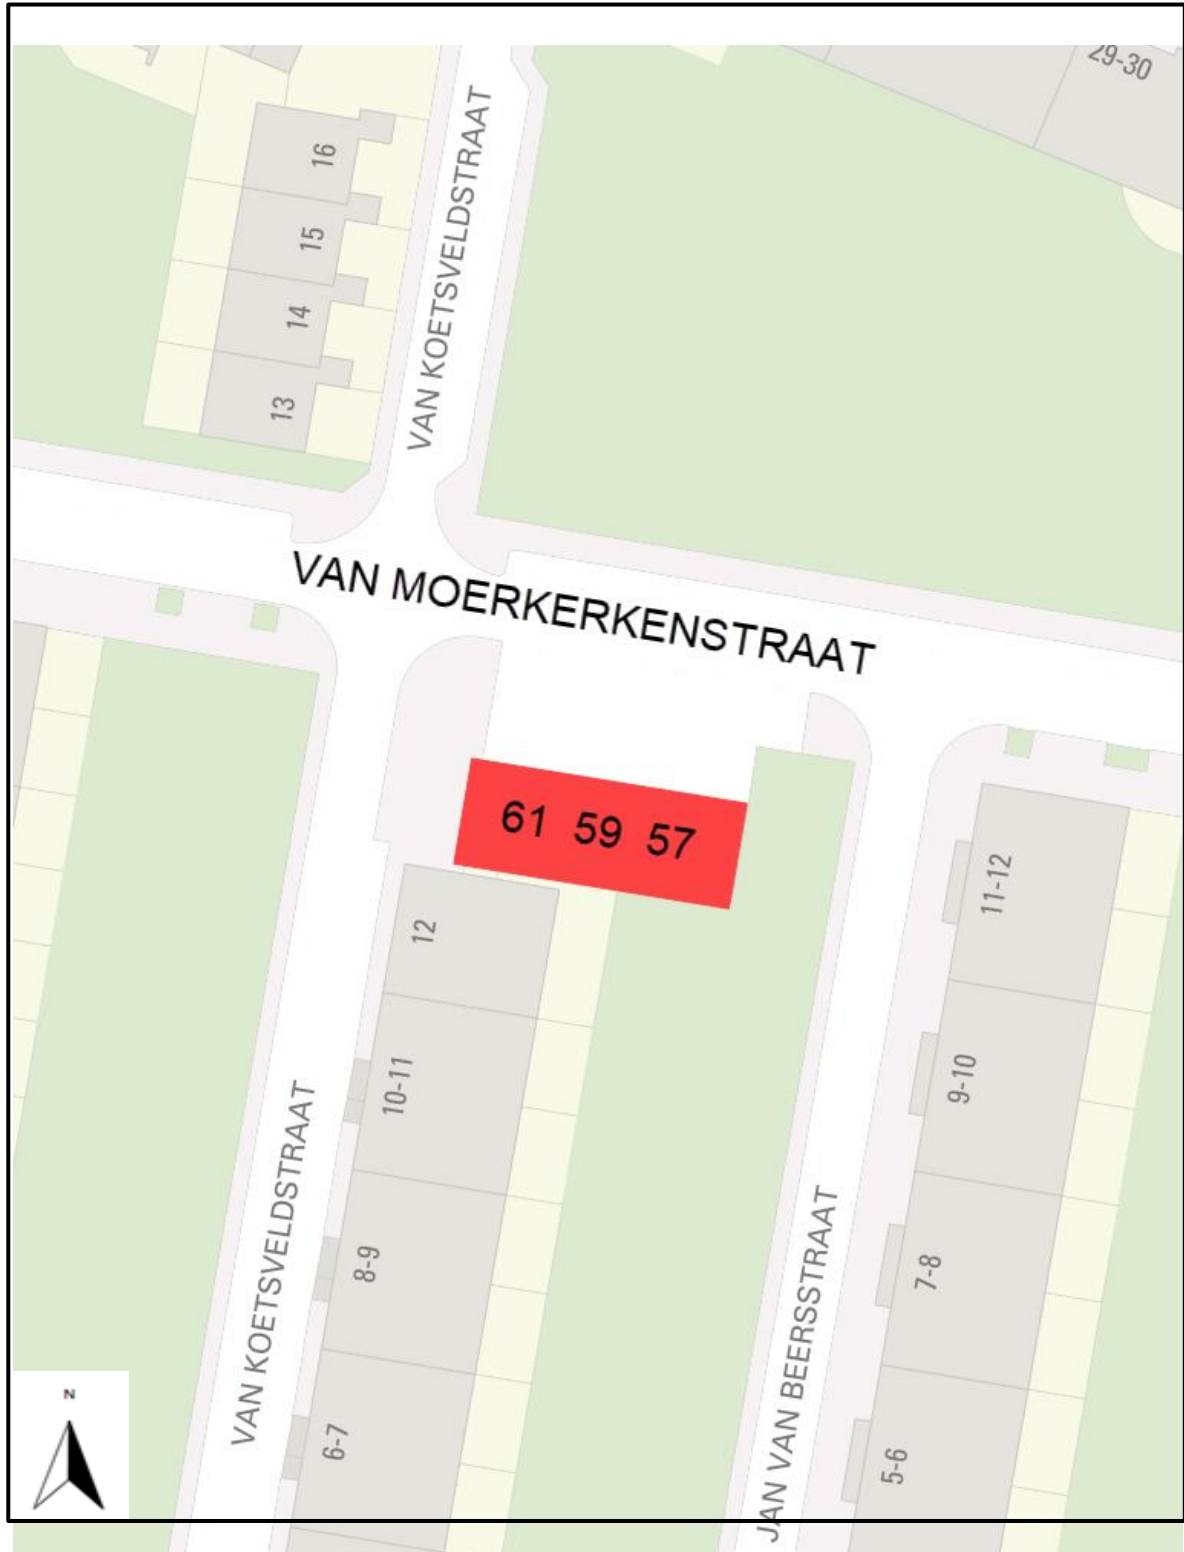 29-30
16
15
14
13
VAN KOETSVELDSTRAAT
VAN MOERKERKENSTRAAT
61 59 57
12
10-11
8-9
6-7
VAN KOETSVELDSTRAAT
11-12
9-10
7-8
5-6
JAN VAN BEERSSTRAAT
N